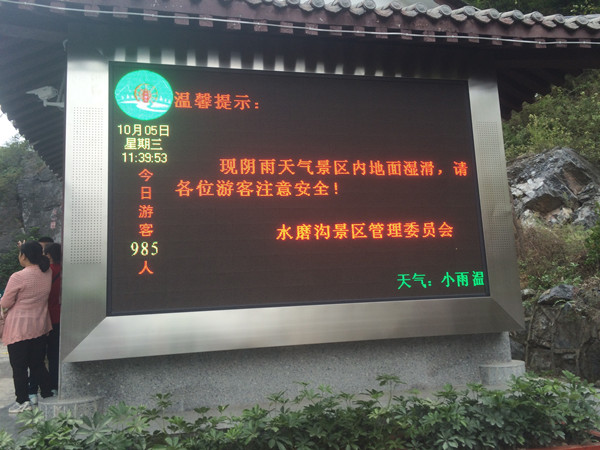 温馨提示：
10月05日
星期三
11:39:53
今日游客
985
人
现阴雨天气景区内地面湿滑，请
各位游客注意安全！
水磨沟景区管理委员会
天气：小雨温